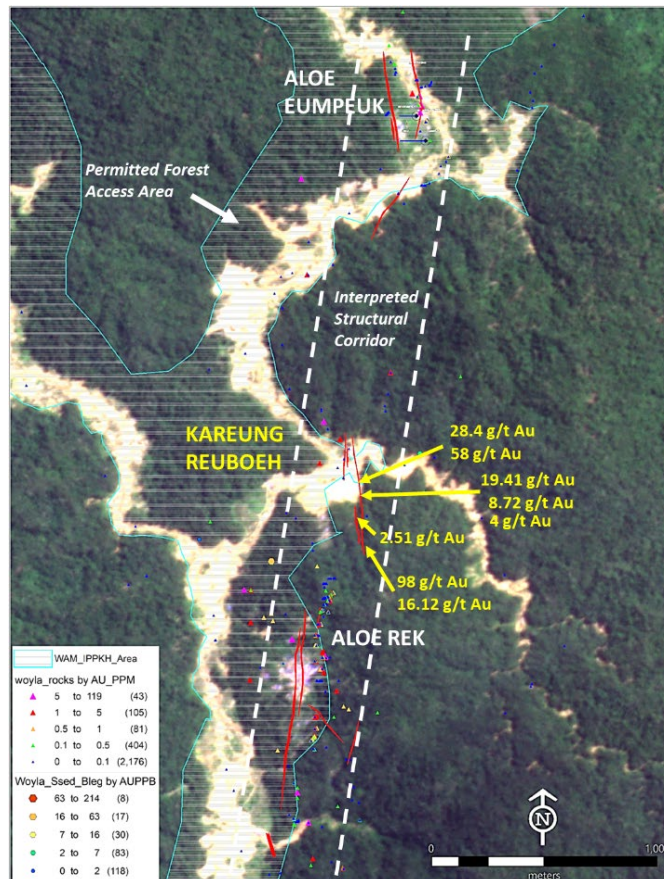 ALOE
EUMPEUK
Permitted Forest
Access Area
Interpreted
Structural
Corridor
KAREUNG
REUBOEH
28.4 g/t Au
58 g/t Au
19.41 g/t Au
8.72 g/t Au
4 g/t Au
2.51 g/t Au
98 g/t Au
16.12 g/t Au
ALOE REK
WAM_IPPKH_Area
woyla_rocks by AU_PPM
5 to 119 (43)
1 to 5 (105)
0.5 to 1 (81)
0.1 to 0.5 (404)
0 to 0.1 (2,176)
Woyla_Ssed_Bleg by AUPPB
63 to 214 (8)
16 to 63 (17)
7 to 16 (30)
2 to 7 (83)
0 to 2 (118)
N
0 1,00
meters